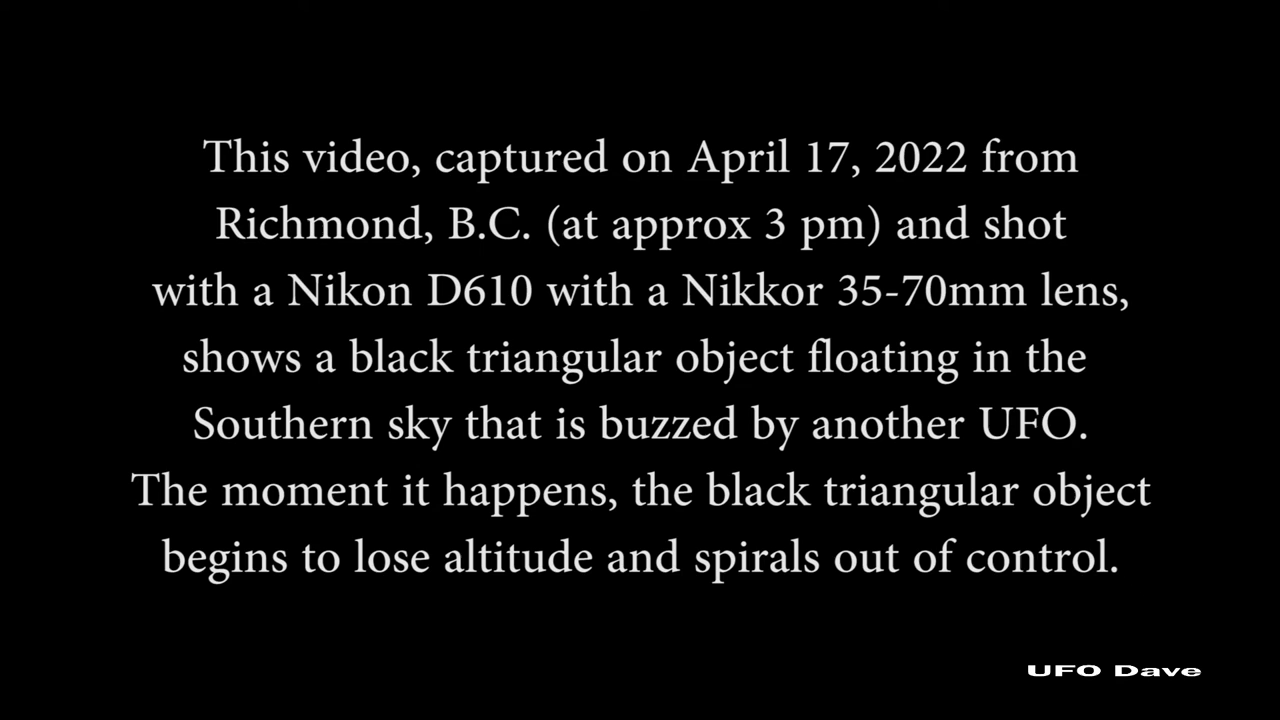 This video, captured on April 17, 2022 from
Richmond, B.C. (at approx 3 pm) and shot
with a Nikon D610 with a Nikkor 35-70mm lens,
shows a black triangular object floating in the
Southern sky that is buzzed by another UFO.
The moment it happens, the black triangular object
begins to lose altitude and spirals out of control.
UFO Dave